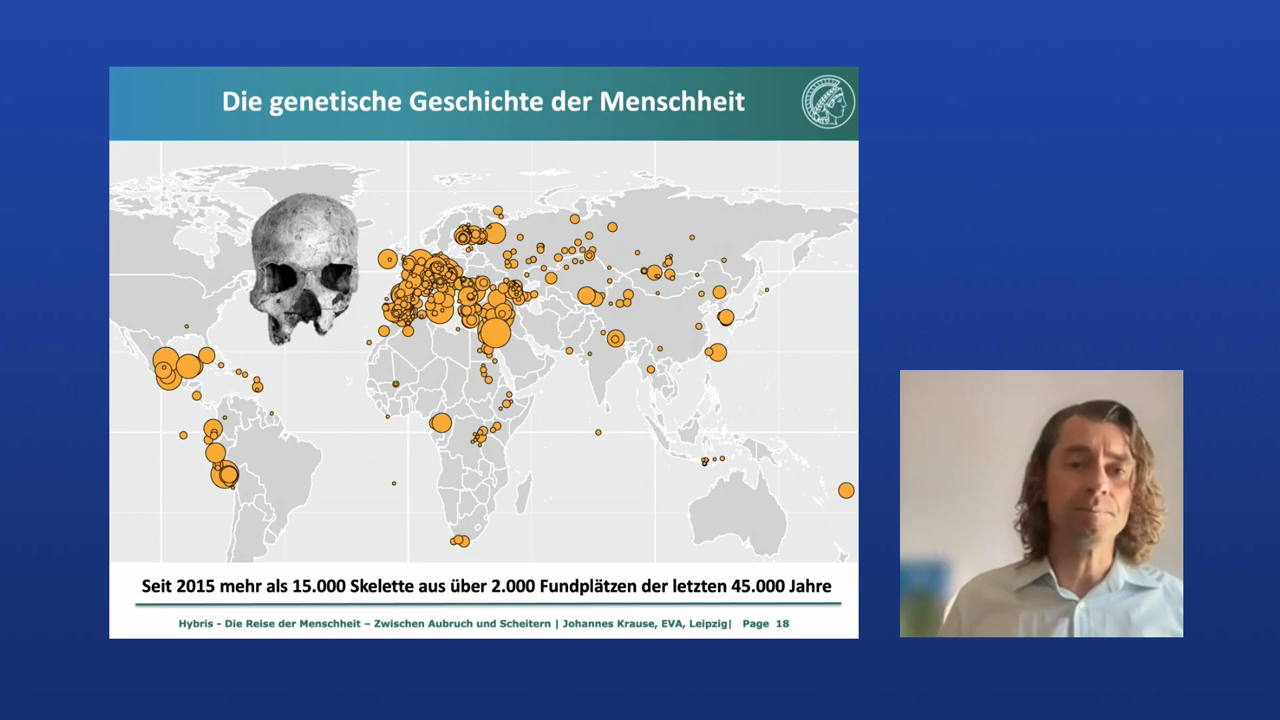 Die genetische Geschichte der Menschheit
Seit 2015 mehr als 15.000 Skelette aus über 2.000 Fundplätzen der letzten 45.000 Jahre
Hybris - Die Reise der Menschheit – Zwischen Aubruch und Scheitern | Johannes Krause, EVA, Leipzig| Page 18